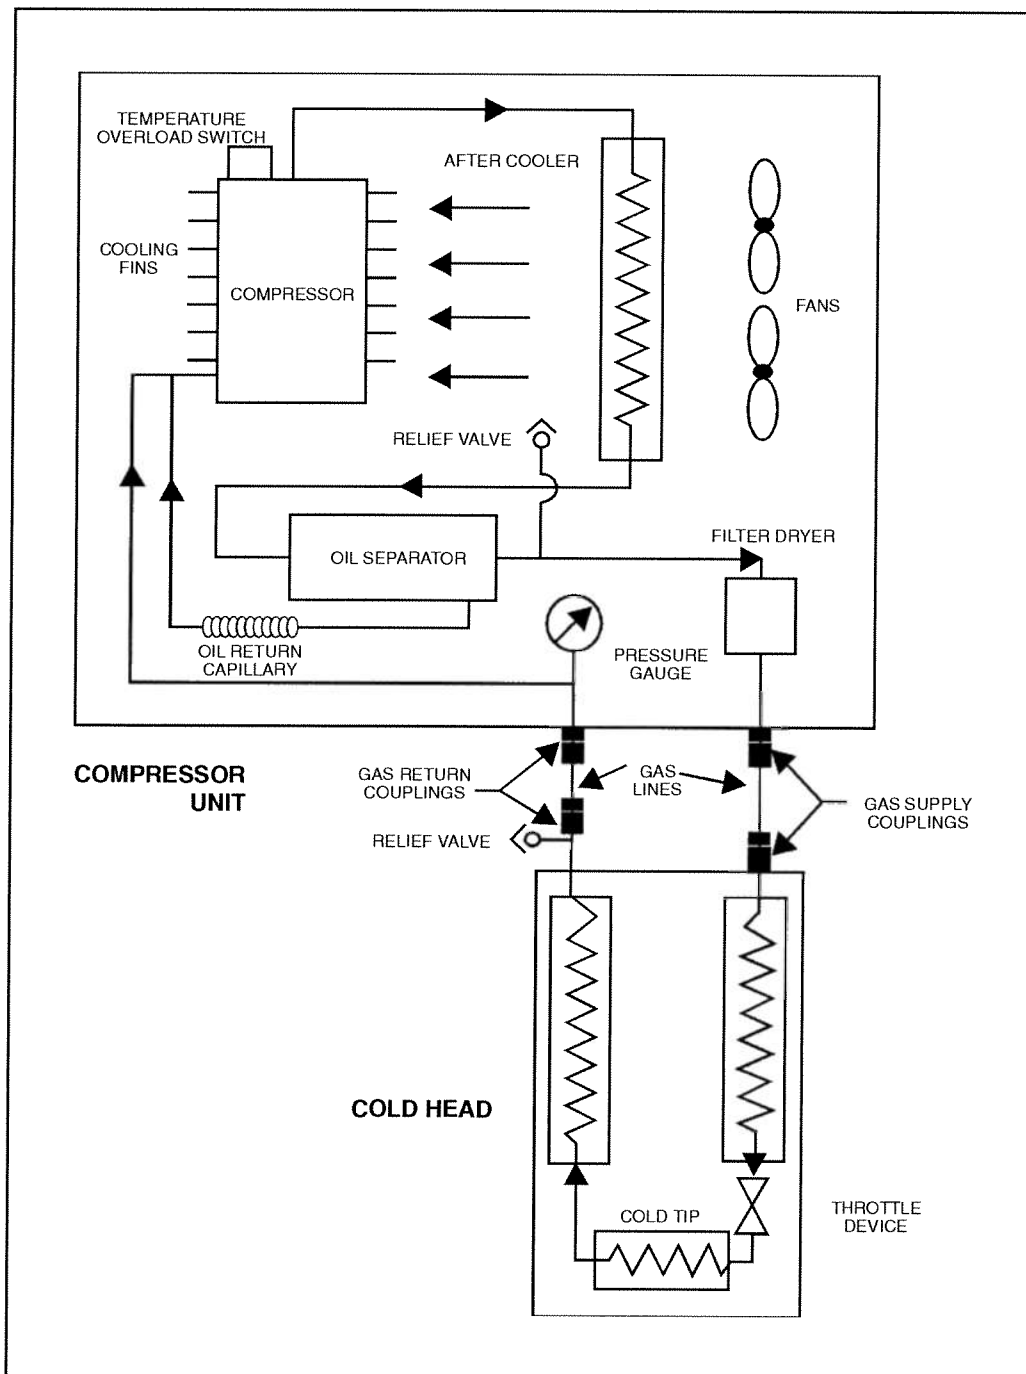 TEMPERATURE
OVERLOAD SWITCH
AFTER COOLER
COOLING
FINS
COMPRESSOR
FANS
RELIEF VALVE
OIL SEPARATOR
FILTER DRYER
OIL RETURN
CAPILLARY
PRESSURE
GAUGE
COMPRESSOR
UNIT
GAS RETURN
COUPLINGS
GAS
LINES
GAS SUPPLY
COUPLINGS
RELIEF VALVE
COLD HEAD
COLD TIP
THROTTLE
DEVICE